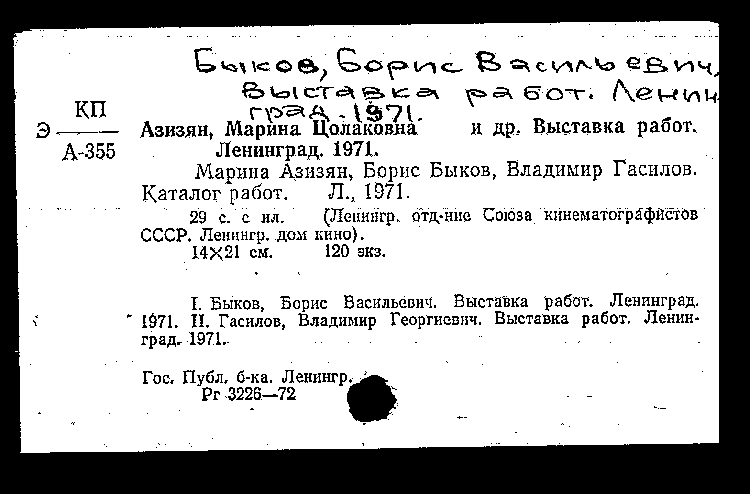 Быков, Борис Васильевич,
выставка работ. Ленин
град. 1971.
КП
Э
А-355
Азизян, Марина Цолаковна и др. Выставка работ.
Ленинград. 1971.
Марина Азизян, Борис Быков, Владимир Гасилов.
Каталог работ. Л., 1971.
29 с. с ил. (Ленингр. отд-ние Союза кинематографистов
СССР. Ленингр. дом кино).
14X21 см. 120 экз.
I. Быков, Борис Васильевич. Выставка работ. Ленинград.
1971. II. Гасилов, Владимир Георгиевич. Выставка работ. Ленин-
град. 1971.
Гос. Публ. б-ка. Ленингр.
Рг 3226—72